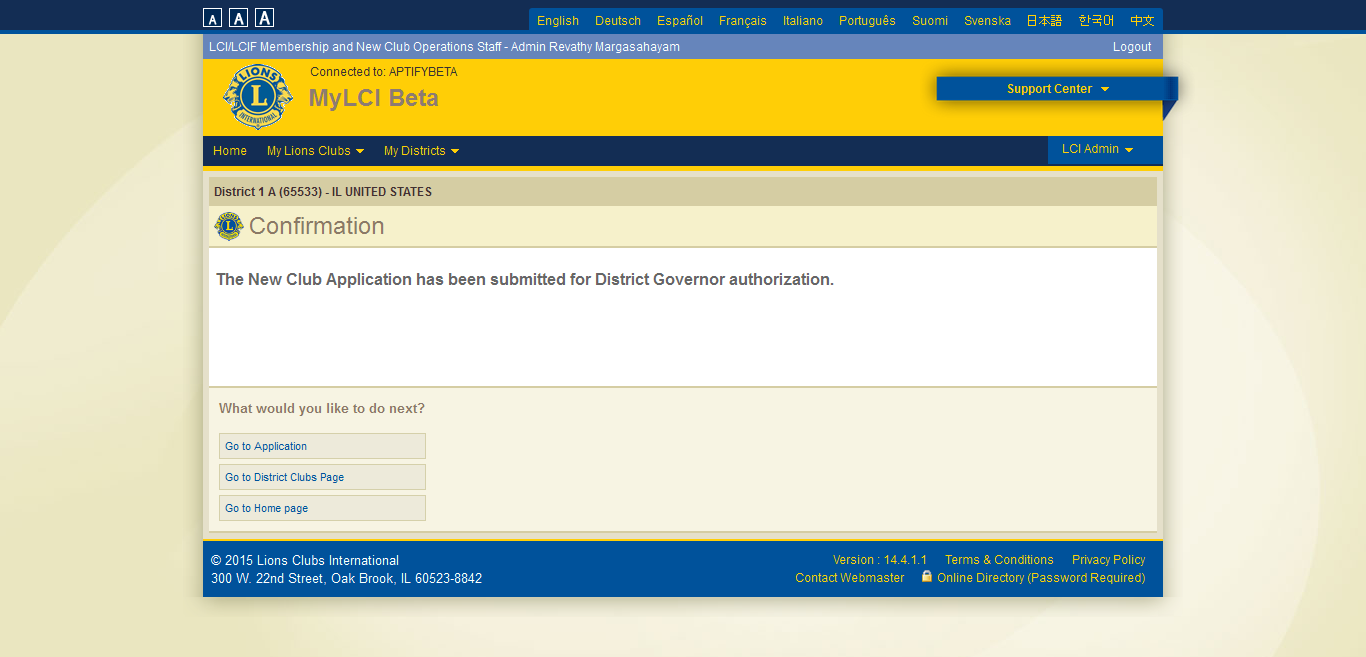 A A A
English Deutsch Español Français Italiano Português Suomi Svenska 日本語 한국어 中文
LCI/LCIF Membership and New Club Operations Staff - Admin Revathy Margasahayam Logout
LIONS
L
INTERNATIONAL
Connected to: APTIFYBETA
MyLCI Beta
Support Center
Home My Lions Clubs My Districts LCI Admin
District 1 A (65533) - IL UNITED STATES
LIONS
L
Confirmation
The New Club Application has been submitted for District Governor authorization.
What would you like to do next?
Go to Application
Go to District Clubs Page
Go to Home page
© 2015 Lions Clubs International
300 W. 22nd Street, Oak Brook, IL 60523-8842
Version : 14.4.1.1 Terms & Conditions Privacy Policy
Contact Webmaster Online Directory (Password Required)